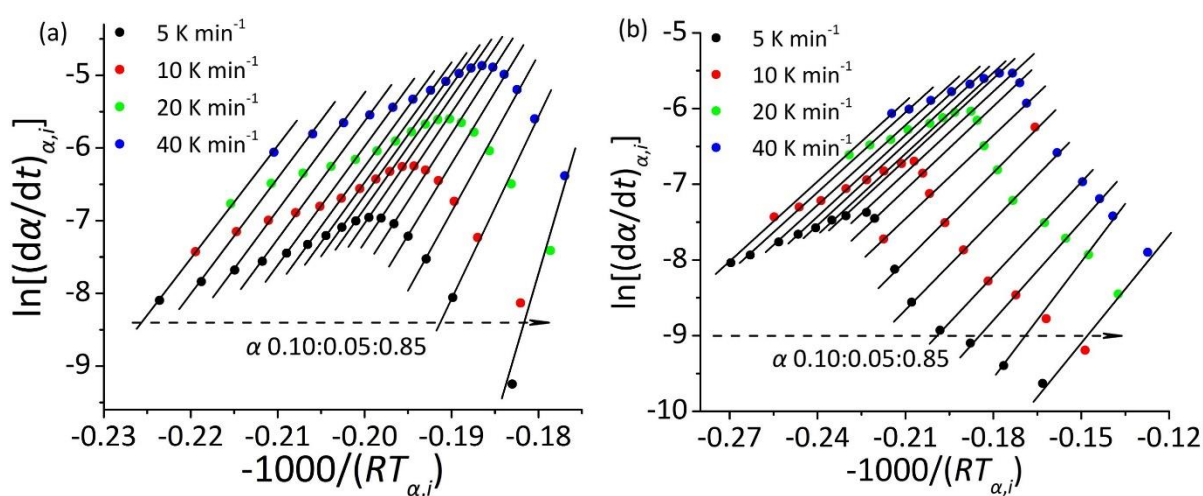 (a)
5 K min⁻¹
10 K min⁻¹
20 K min⁻¹
40 K min⁻¹
ln[(dα/dt)α,i]
-5
-6
-7
-8
-9
α 0.10:0.05:0.85
-0.23 -0.22 -0.21 -0.20 -0.19 -0.18
-1000/(RTα,i)
(b)
5 K min⁻¹
10 K min⁻¹
20 K min⁻¹
40 K min⁻¹
ln[(dα/dt)α,i]
-5
-6
-7
-8
-9
-10
α 0.10:0.05:0.85
-0.27 -0.24 -0.21 -0.18 -0.15 -0.12
-1000/(RTα,i)